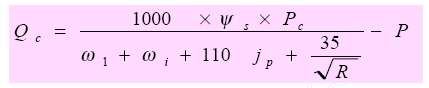 Q c = 1000 × ψ s × P c / ω 1 + ω i + 110 j p + 35 / √R − P